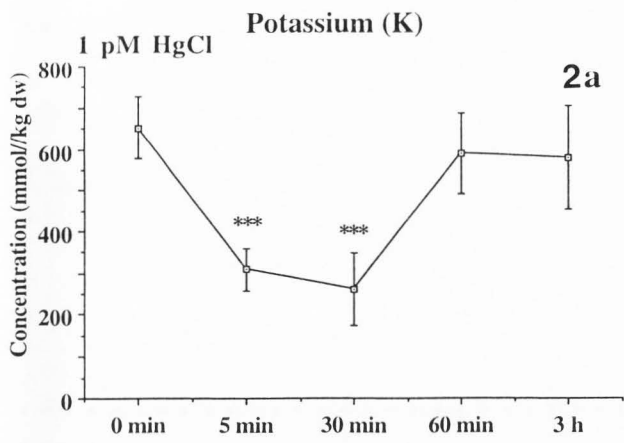 Potassium (K)
1 pM HgCl
2a
Concentration (mmol//kg dw)
800
600
400
200
0
***
***
0 min
5 min
30 min
60 min
3 h